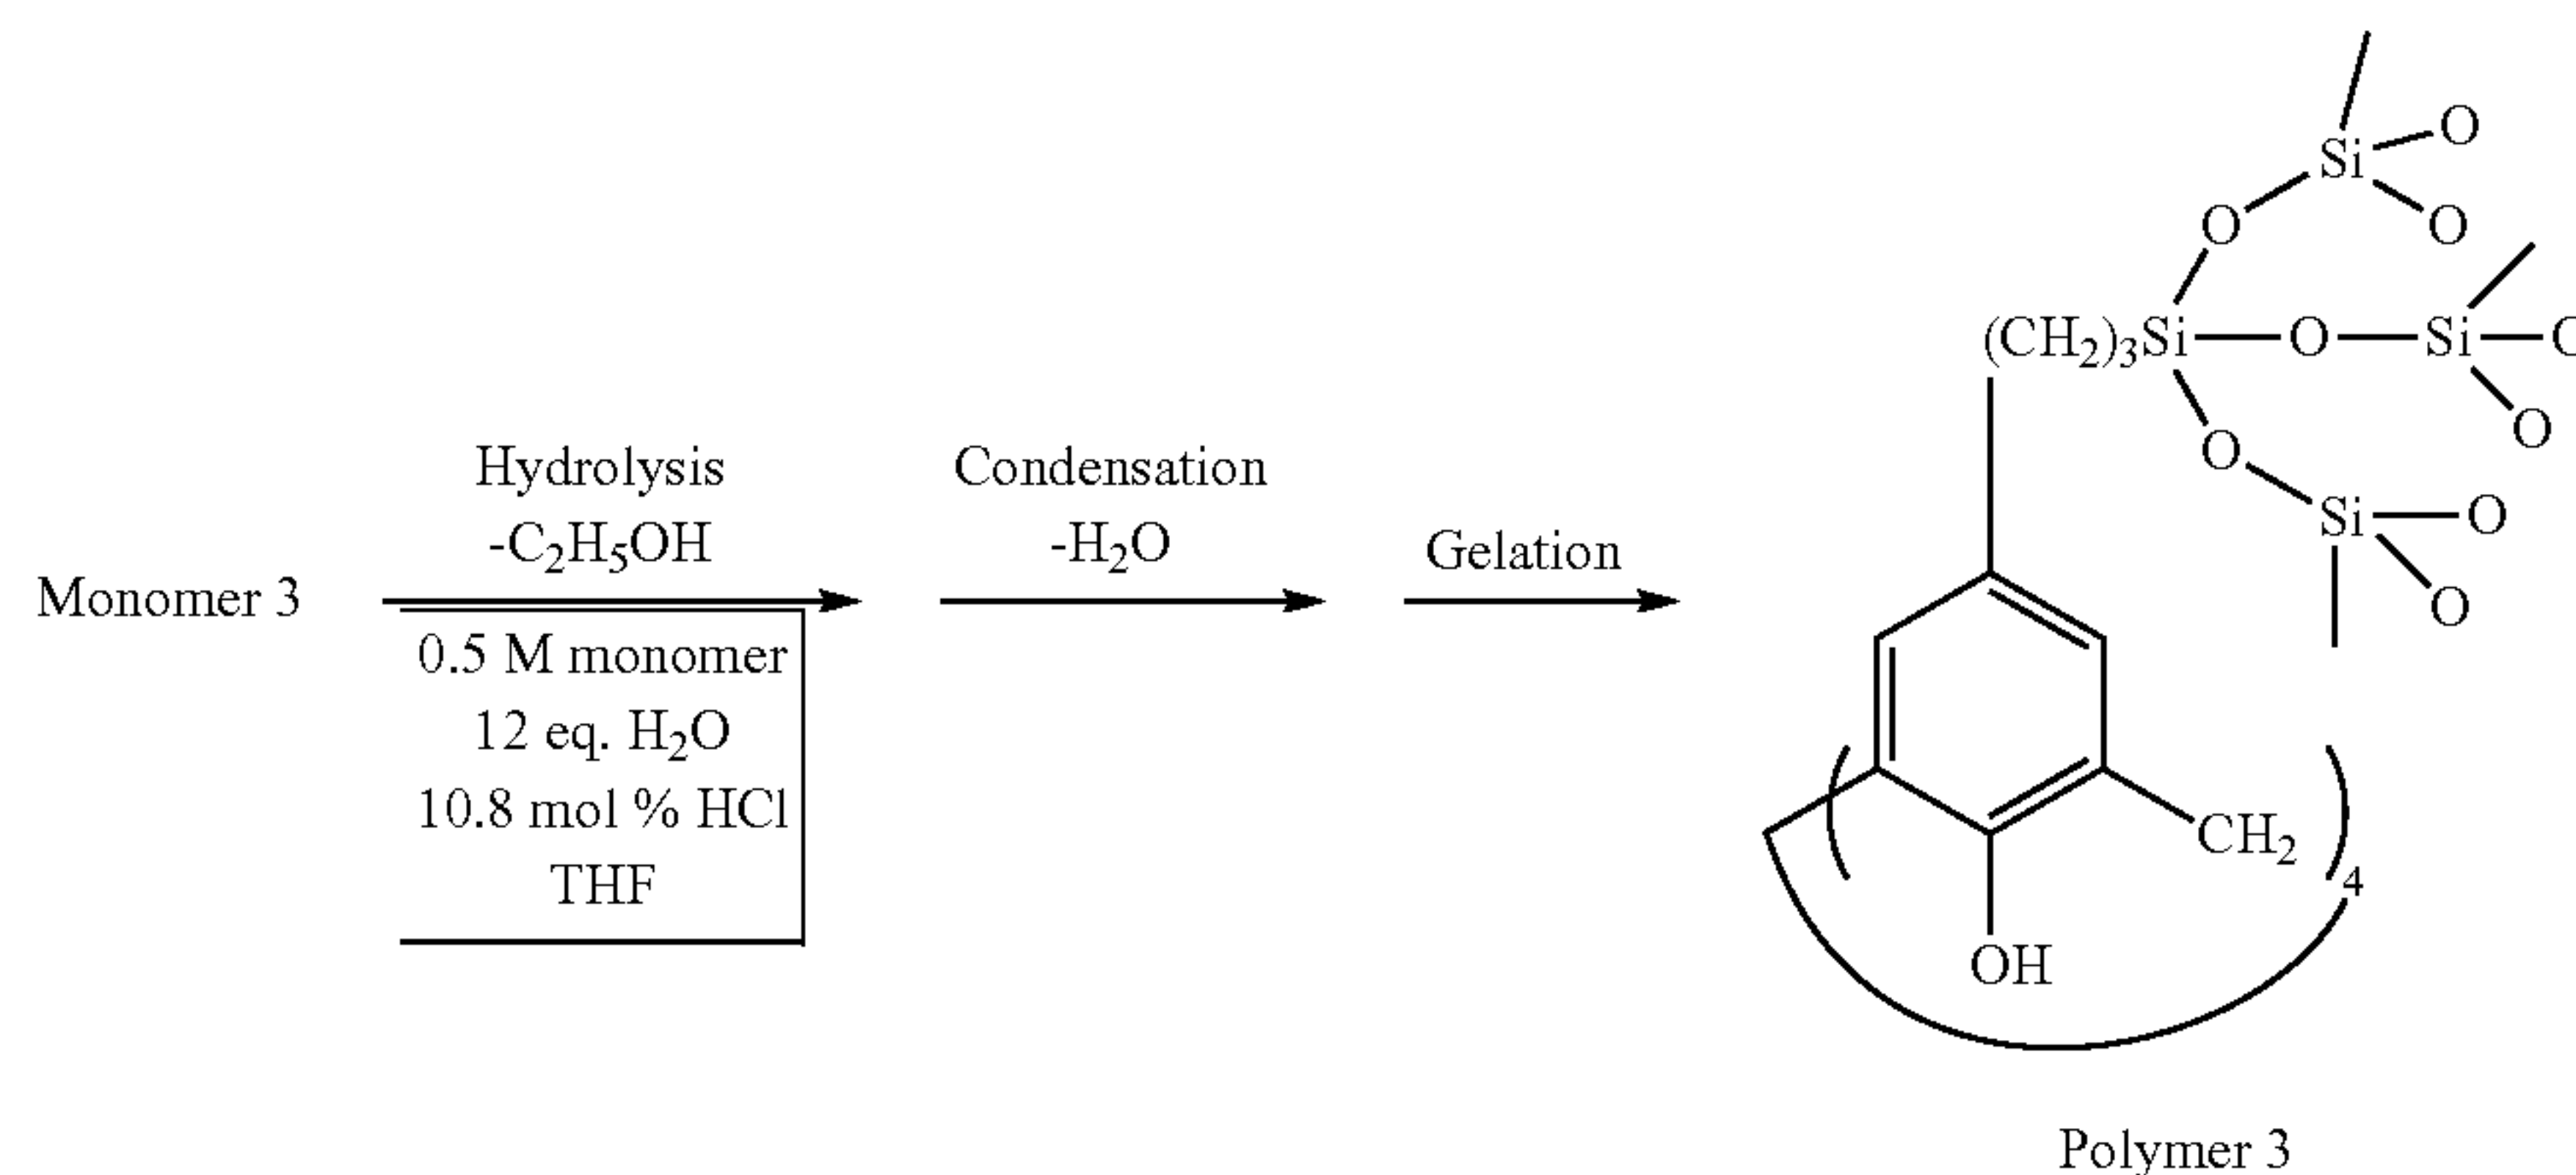 Monomer 3
Hydrolysis
-C₂H₅OH
0.5 M monomer
12 eq. H₂O
10.8 mol % HCl
THF
Condensation
-H₂O
Gelation
Si
O
O
O
(CH₂)₃Si
O
Si
O
O
O
Si
O
O
CH₂
4
OH
Polymer 3